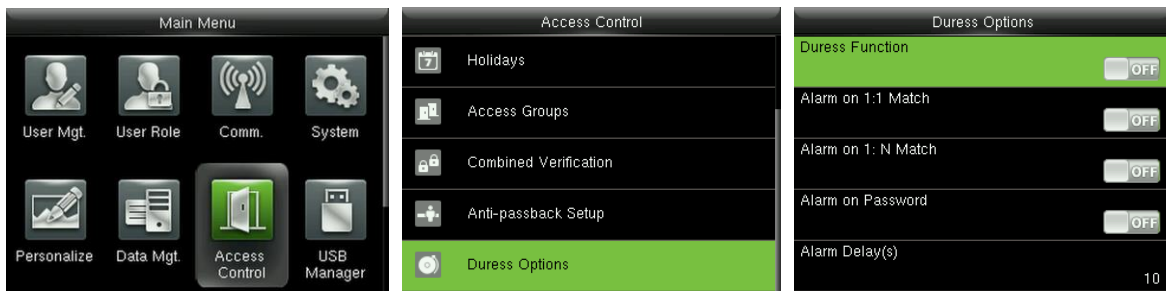 Main Menu
User Mgt.
User Role
Comm.
System
Personalize
Data Mgt.
Access
Control
USB
Manager
Access Control
7
Holidays
Access Groups
Combined Verification
Anti-passback Setup
Duress Options
Duress Options
Duress Function
OFF
Alarm on 1:1 Match
OFF
Alarm on 1: N Match
OFF
Alarm on Password
OFF
Alarm Delay(s)
10